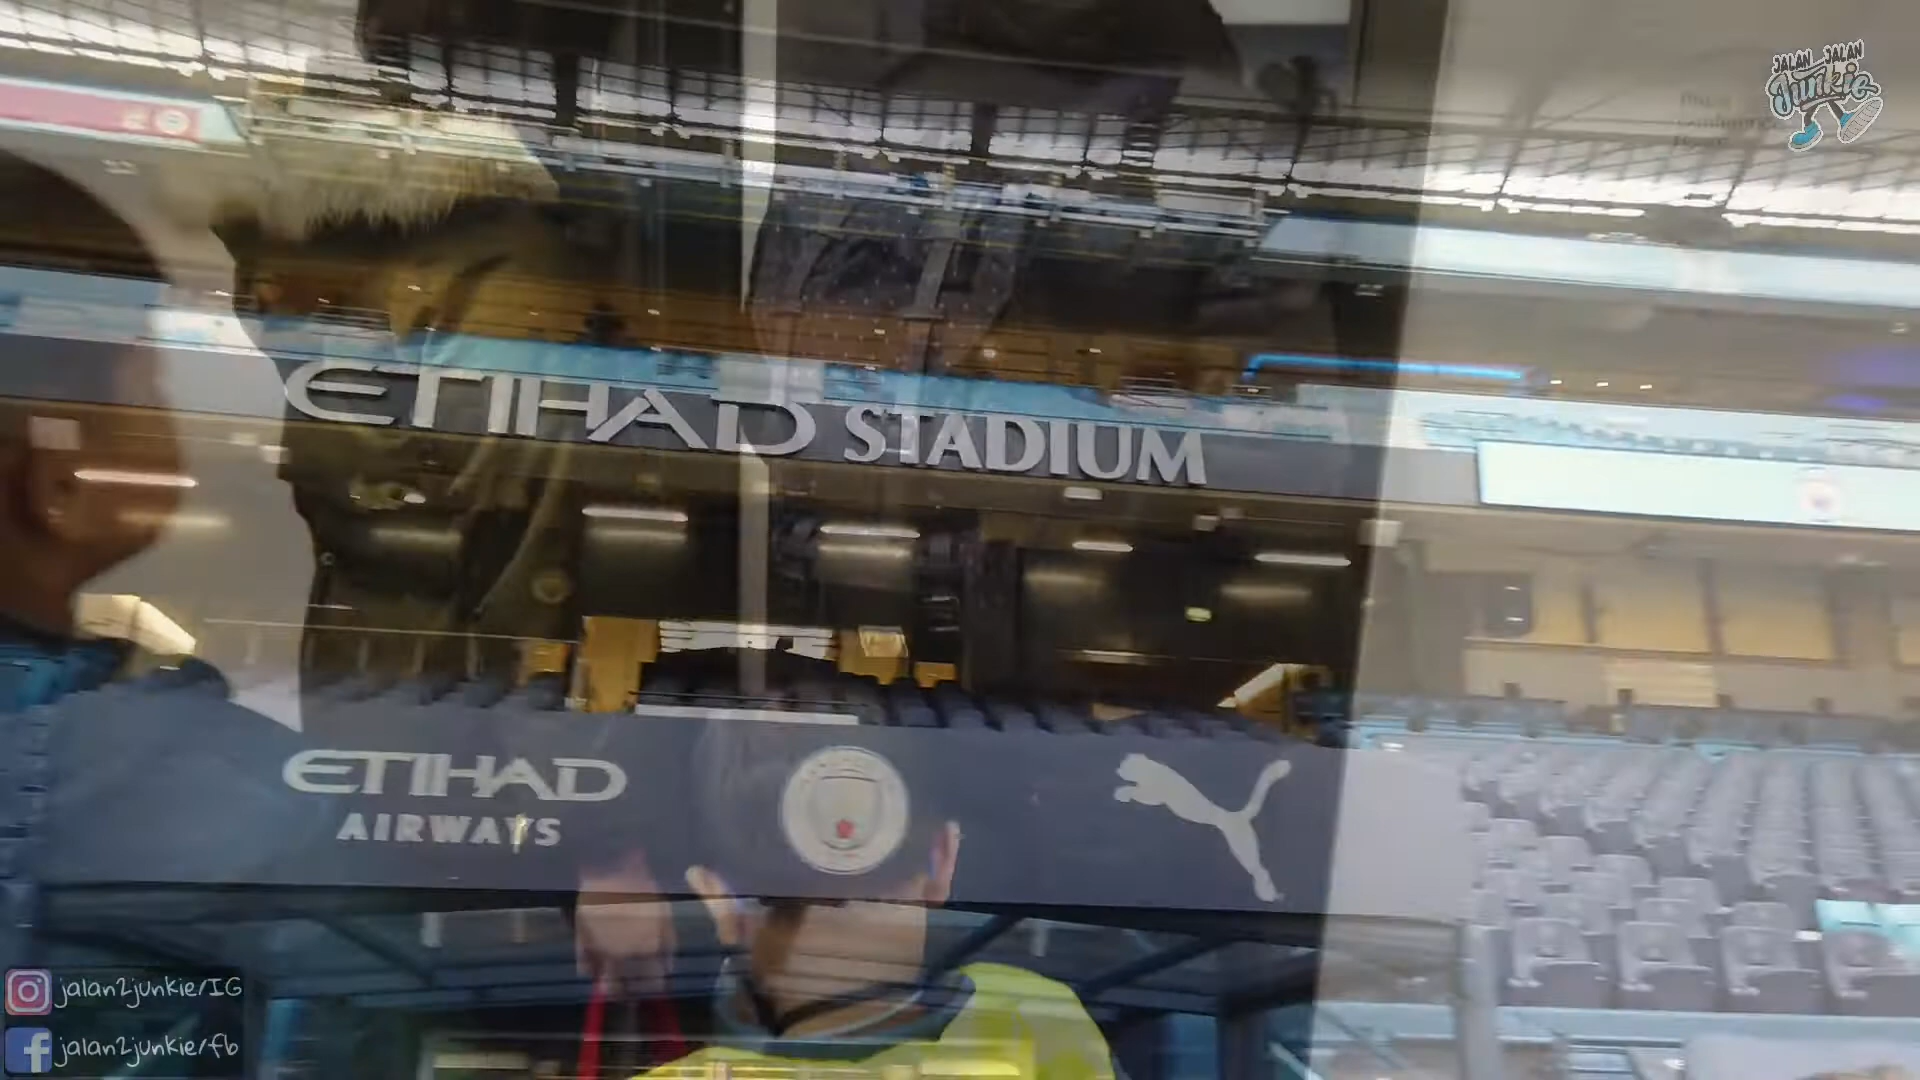 JALAN JALAN
Junkie
ETIHAD STADIUM
ETIHAD
AIRWAYS
jalan2junkie/IG
jalan2junkie/fb